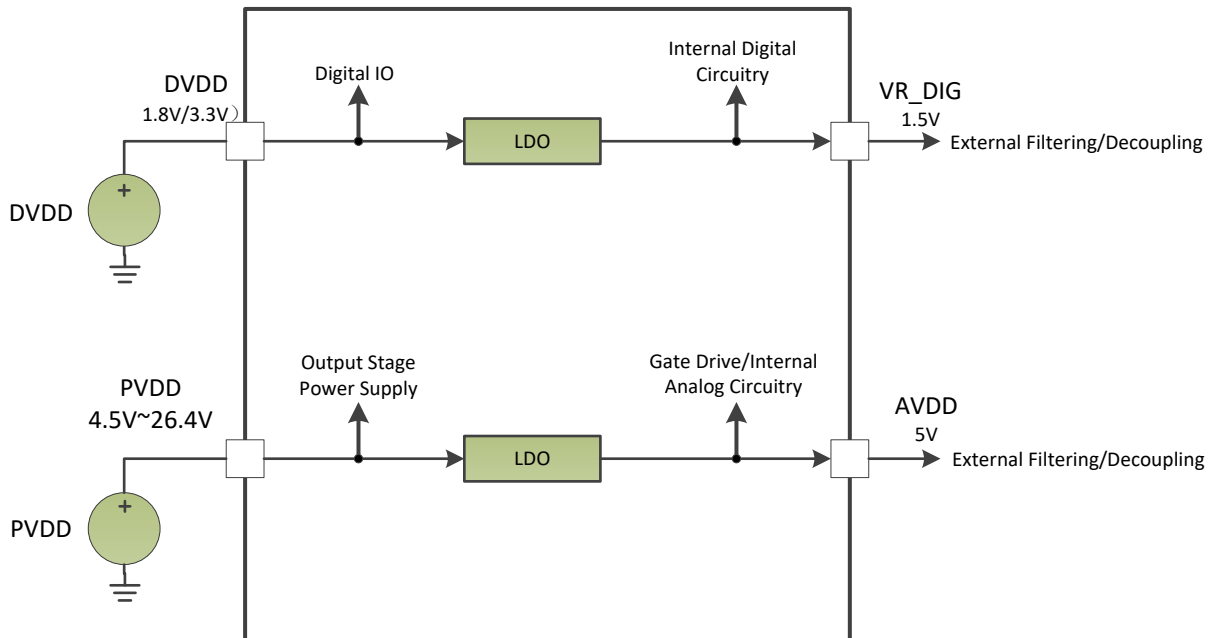 Digital IO
Internal Digital
Circuitry
DVDD
1.8V/3.3V）
LDO
VR_DIG
1.5V
External Filtering/Decoupling
+
DVDD
Output Stage
Power Supply
Gate Drive/Internal
Analog Circuitry
PVDD
4.5V~26.4V
LDO
AVDD
5V
External Filtering/Decoupling
+
PVDD